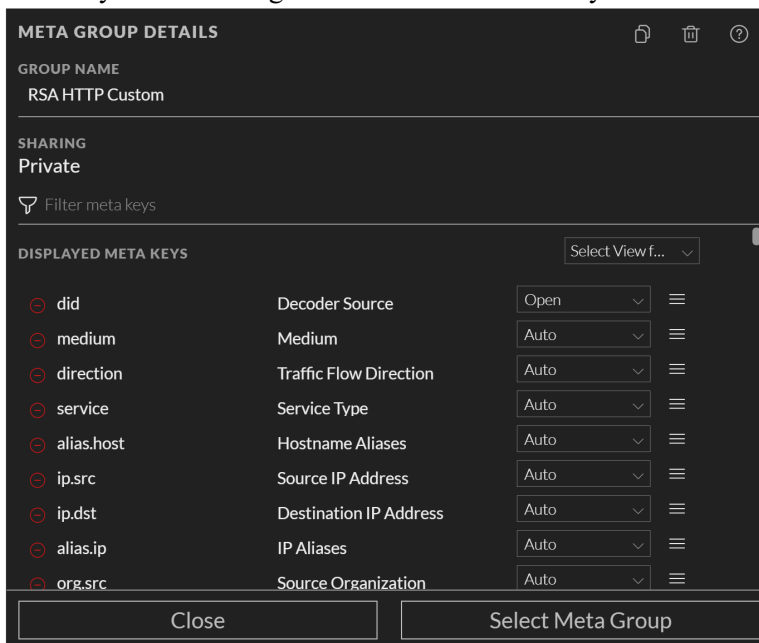 META GROUP DETAILS
GROUP NAME
RSA HTTP Custom
SHARING
Private
Filter meta keys
DISPLAYED META KEYS Select View f...
did Decoder Source Open
medium Medium Auto
direction Traffic Flow Direction Auto
service Service Type Auto
alias.host Hostname Aliases Auto
ip.src Source IP Address Auto
ip.dst Destination IP Address Auto
alias.ip IP Aliases Auto
org.src Source Organization Auto
Close Select Meta Group